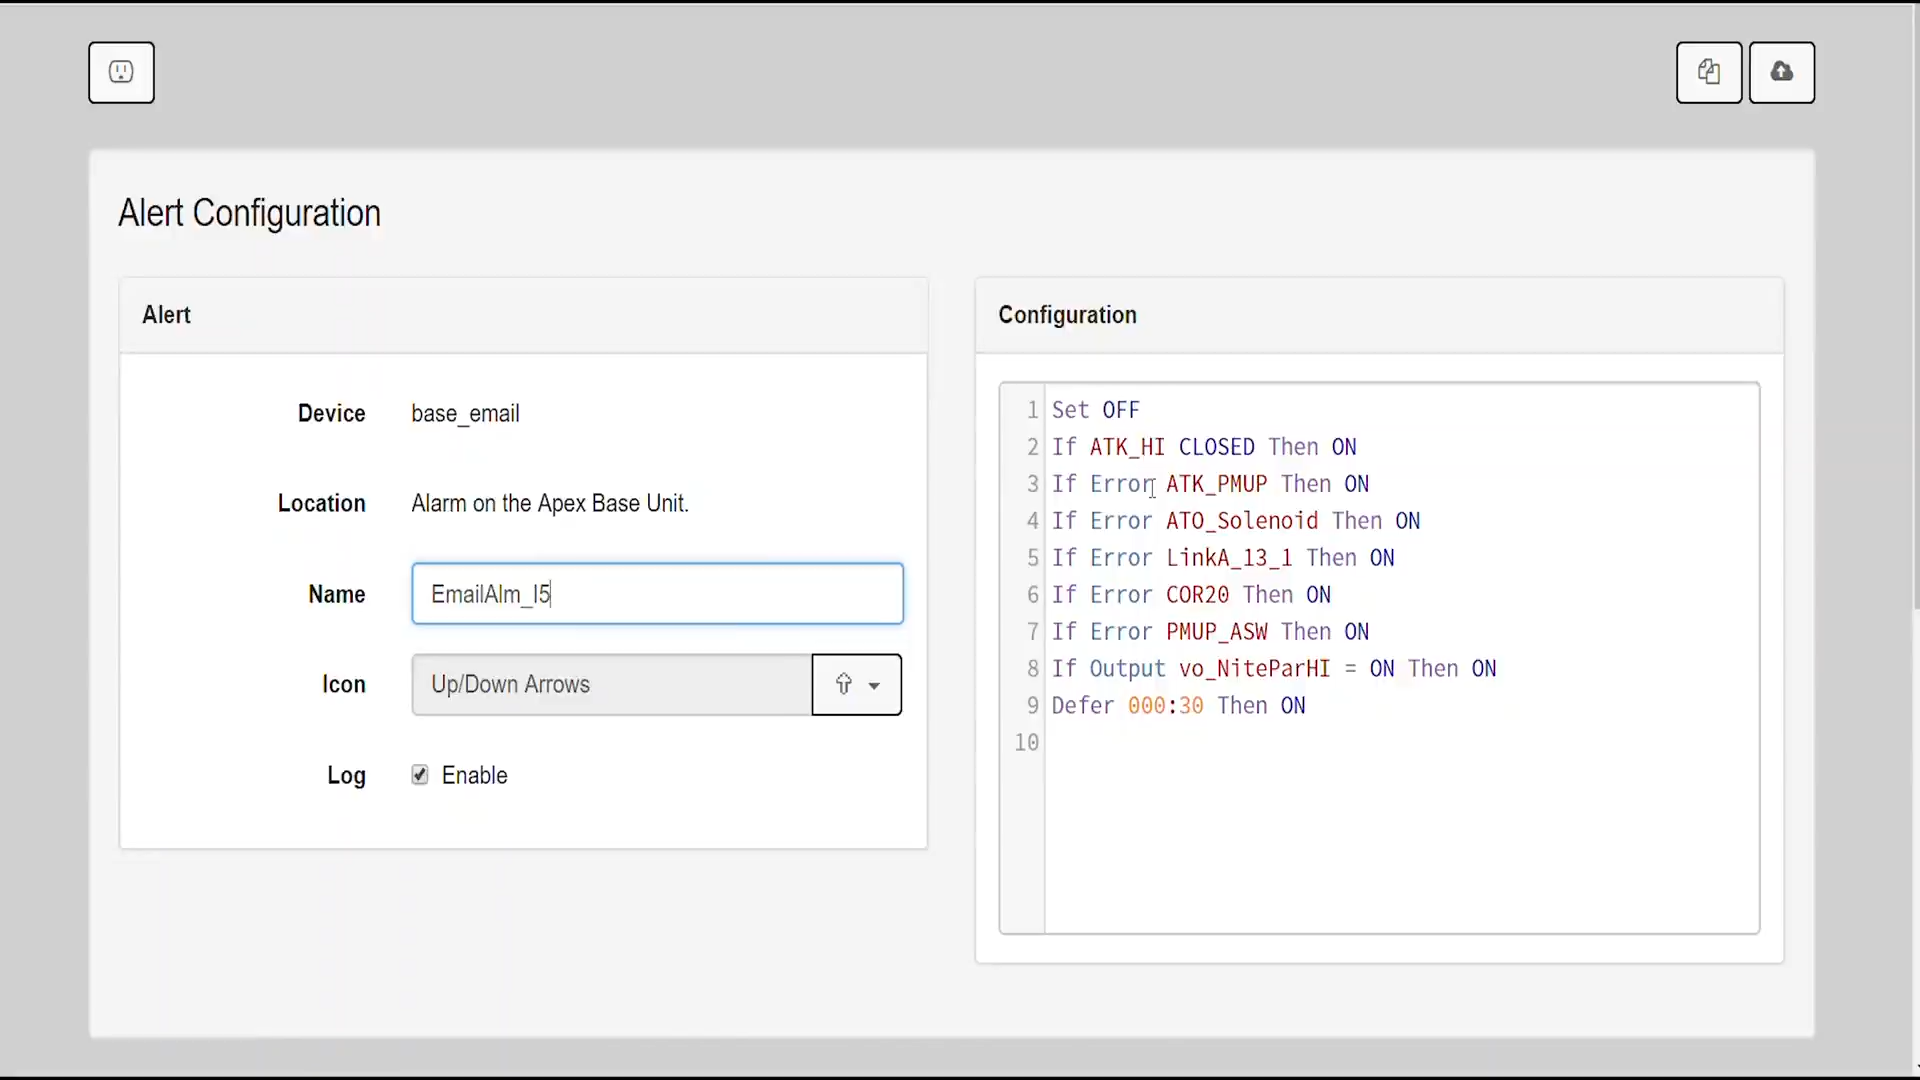 Alert Configuration
Alert
Device base_email
Location Alarm on the Apex Base Unit.
Name EmailAlm_I5
Icon Up/Down Arrows
Log Enable
Configuration
1 Set OFF
2 If ATK_HI CLOSED Then ON
3 If Error ATK_PMUP Then ON
4 If Error ATO_Solenoid Then ON
5 If Error LinkA_13_1 Then ON
6 If Error COR20 Then ON
7 If Error PMUP_ASW Then ON
8 If Output vo_NiteParHI = ON Then ON
9 Defer 000:30 Then ON
10